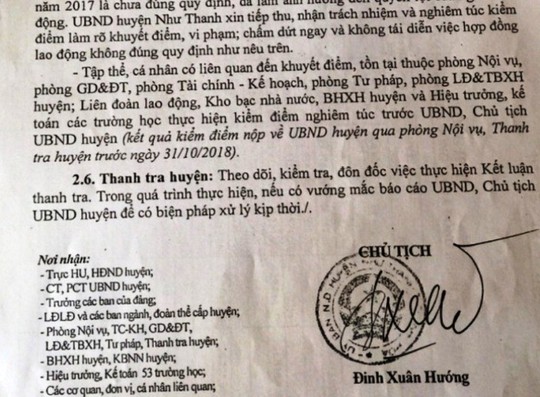 năm 2017 là chưa đúng quy định, đã làm ảnh hưởng đến quyền lợi
động. UBND huyện Như Thanh xin tiếp thu, nhận trách nhiệm và nghiêm túc kiểm
điểm làm rõ khuyết điểm, vi phạm; chấm dứt ngay và không tái diễn việc hợp đồng
lao động không đúng quy định như nêu trên.
- Tập thể, cá nhân có liên quan đến khuyết điểm, tồn tại thuộc phòng Nội vụ,
phòng GD&ĐT, phòng Tài chính - Kế hoạch, phòng Tư pháp, phòng LĐ&TBXH
huyện; Liên đoàn lao động, Kho bạc nhà nước, BHXH huyện và Hiệu trưởng, kế
toán các trường học thực hiện kiểm điểm nghiêm túc trước UBND, Chủ tịch
UBND huyện (kết quả kiểm điểm nộp về UBND huyện qua phòng Nội vụ, Thanh
tra huyện trước ngày 31/10/2018).
2.6. Thanh tra huyện: Theo dõi, kiểm tra, đôn đốc việc thực hiện Kết luận
thanh tra. Trong quá trình thực hiện, nếu có vướng mắc báo cáo UBND, Chủ tịch
UBND huyện để có biện pháp xử lý kịp thời./.
Nơi nhận:
- Trực HU, HĐND huyện;
- CT, PCT UBND huyện;
- Trưởng các ban của đảng;
- LĐLĐ và các ban ngành, đoàn thể cấp huyện;
- Phòng Nội vụ, TC-KH, GD&ĐT,
LĐ&TBXH, Tư pháp, Thanh tra huyện;
- BHXH huyện, KBNN huyện;
- Hiệu trưởng, Kế toán 53 trường học;
- Các cơ quan, đơn vị, cá nhân liên quan;
CHỦ TỊCH
Đinh Xuân Hướng